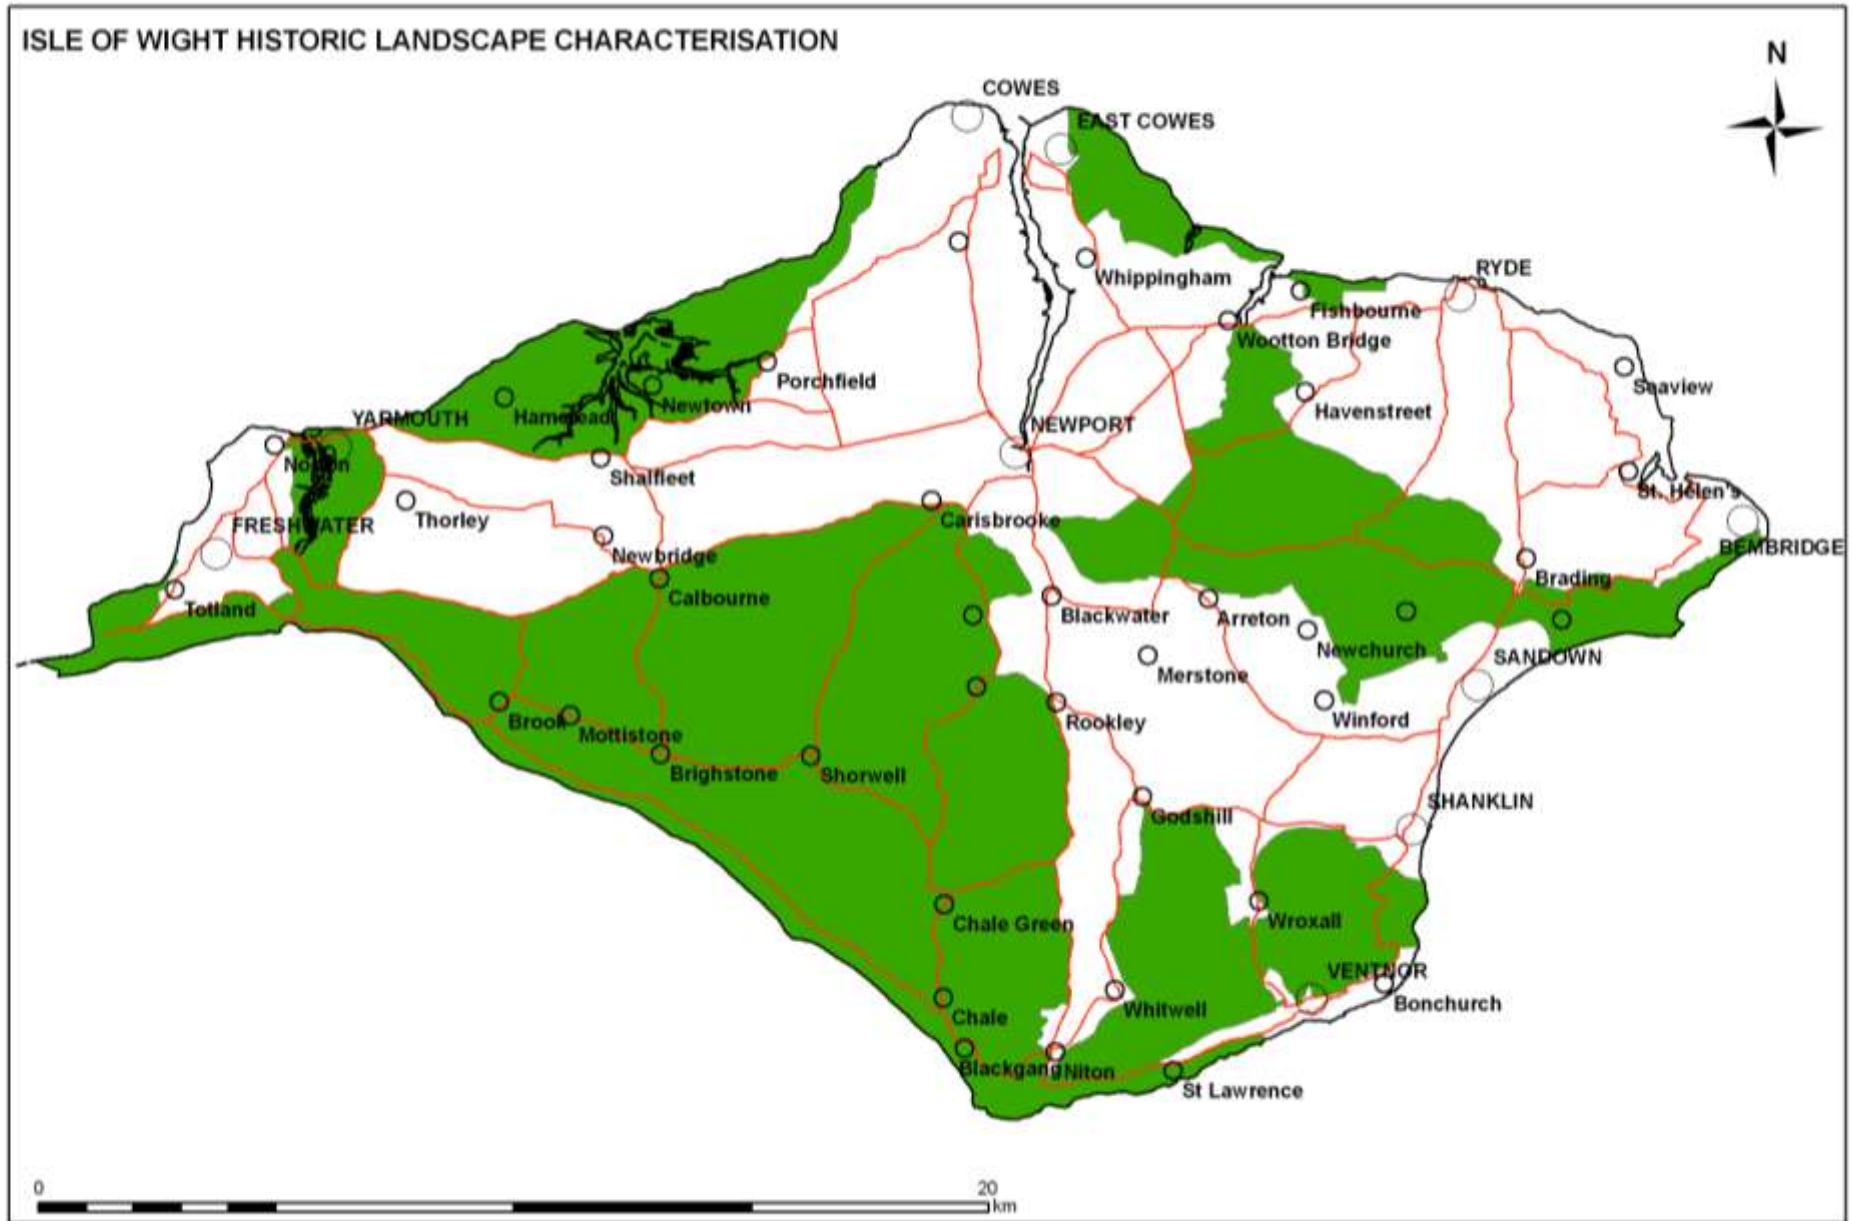 ISLE OF WIGHT HISTORIC LANDSCAPE CHARACTERISATION
N
COWES
EAST COWES
Whippingham
RYDE
Fishbourne
Wootton Bridge
Seaview
Porchfield
Newtown
Hamstead
Havenstreet
YARMOUTH
NEWPORT
Norton
Shalfleet
St. Helen's
Thorley
Carisbrooke
FRESHWATER
BEMBRIDGE
Newbridge
Brading
Calbourne
Totland
Blackwater
Arreton
Newchurch
SANDOWN
Merstone
Brook
Mottistone
Rookley
Winford
Brighstone
Shorwell
SHANKLIN
Godshill
Chale Green
Wroxall
VENTNOR
Bonchurch
Whitwell
Chale
Blackgang
Niton
St Lawrence
0
20
km